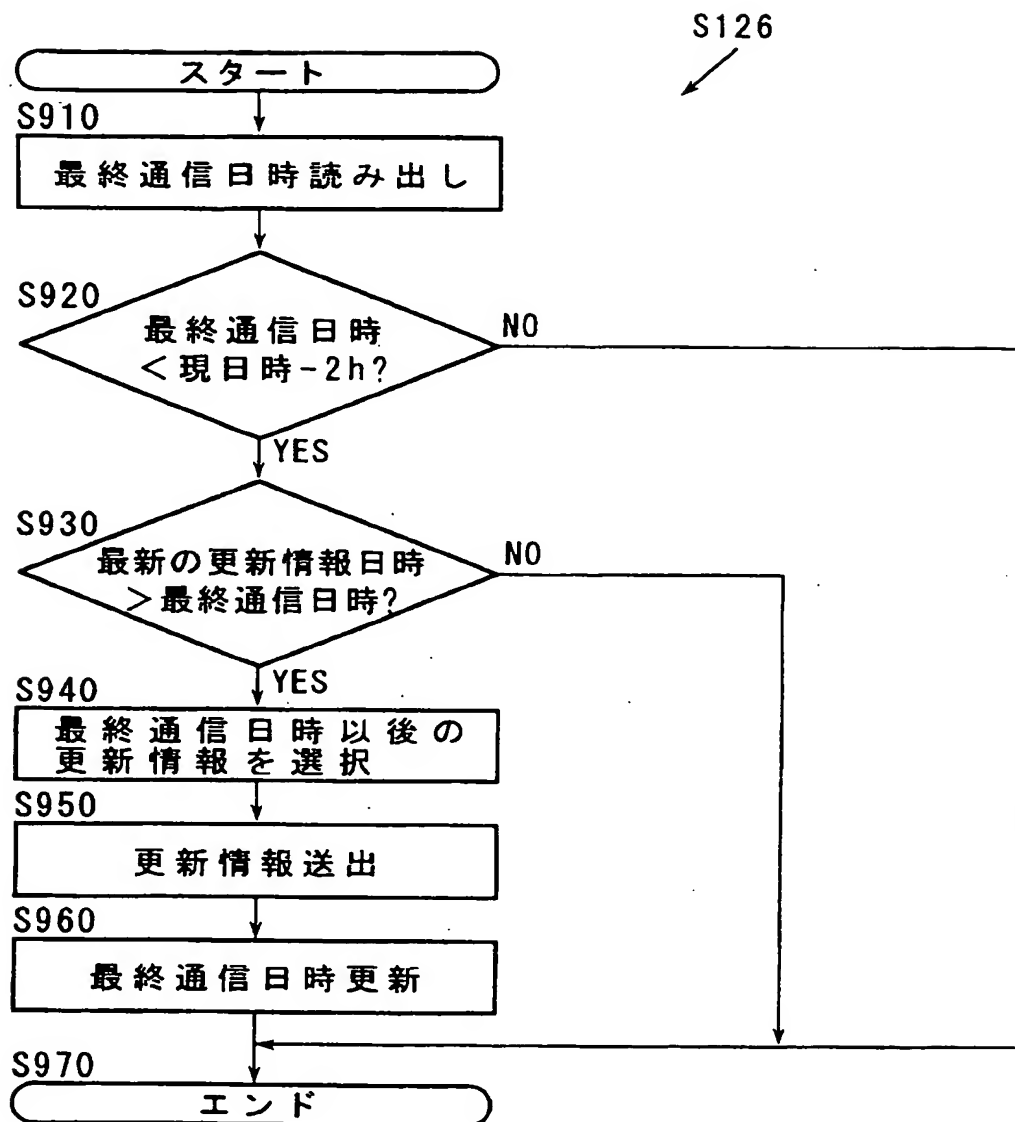 S126
スタート
S910
最終通信日時読み出し
S920
最終通信日時
<現日時-2h?
NO
YES
S930
最新の更新情報日時
>最終通信日時?
NO
YES
S940
最終通信日時以後の
更新情報を選択
S950
更新情報送出
S960
最終通信日時更新
S970
エンド